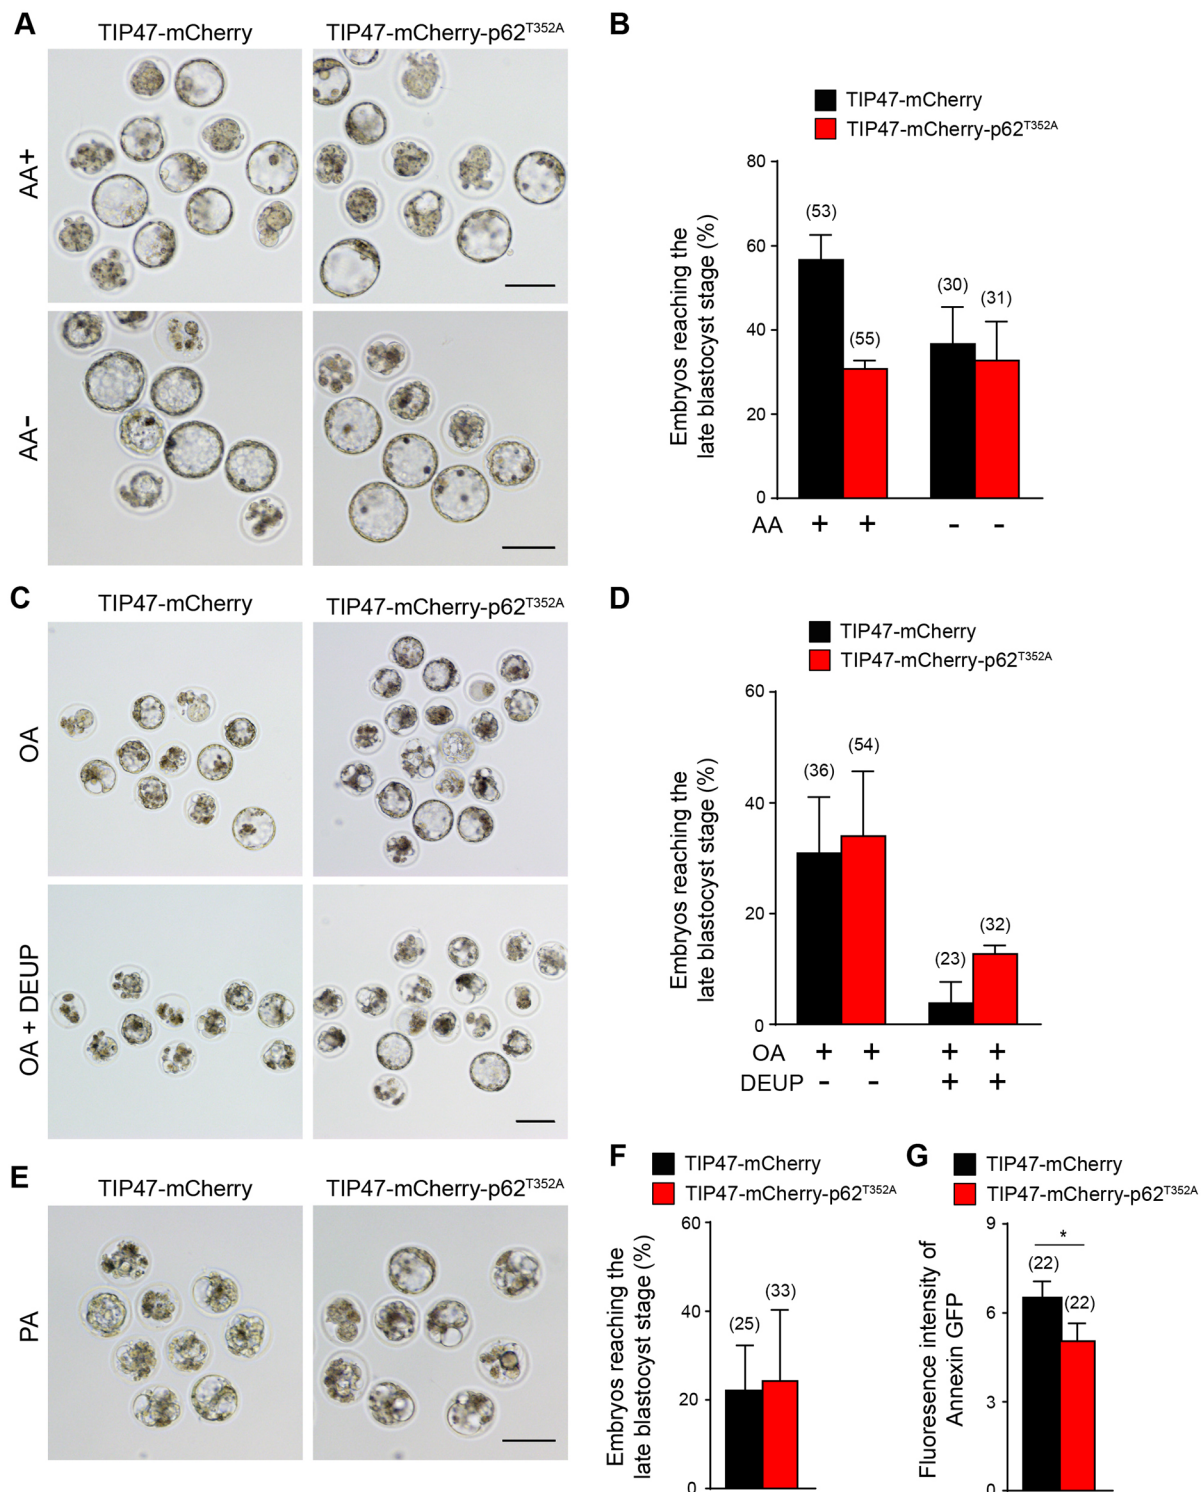 A
TIP47-mCherry
TIP47-mCherry-p62T352A
AA+
AA-
B
TIP47-mCherry
TIP47-mCherry-p62T352A
Embryos reaching the
late blastocyst stage (%)
80
60
40
20
0
(53)
(55)
(30)
(31)
AA + + - -
C
TIP47-mCherry
TIP47-mCherry-p62T352A
OA
OA + DEUP
D
TIP47-mCherry
TIP47-mCherry-p62T352A
Embryos reaching the
late blastocyst stage (%)
60
40
20
0
(36)
(54)
(23)
(32)
OA + + + +
DEUP - - + +
E
TIP47-mCherry
TIP47-mCherry-p62T352A
PA
F
TIP47-mCherry
TIP47-mCherry-p62T352A
Embryos reaching the
late blastocyst stage (%)
60
40
20
0
(25)
(33)
G
TIP47-mCherry
TIP47-mCherry-p62T352A
Fluoresence intensity of
Annexin GFP
9
6
3
0
*
(22)
(22)